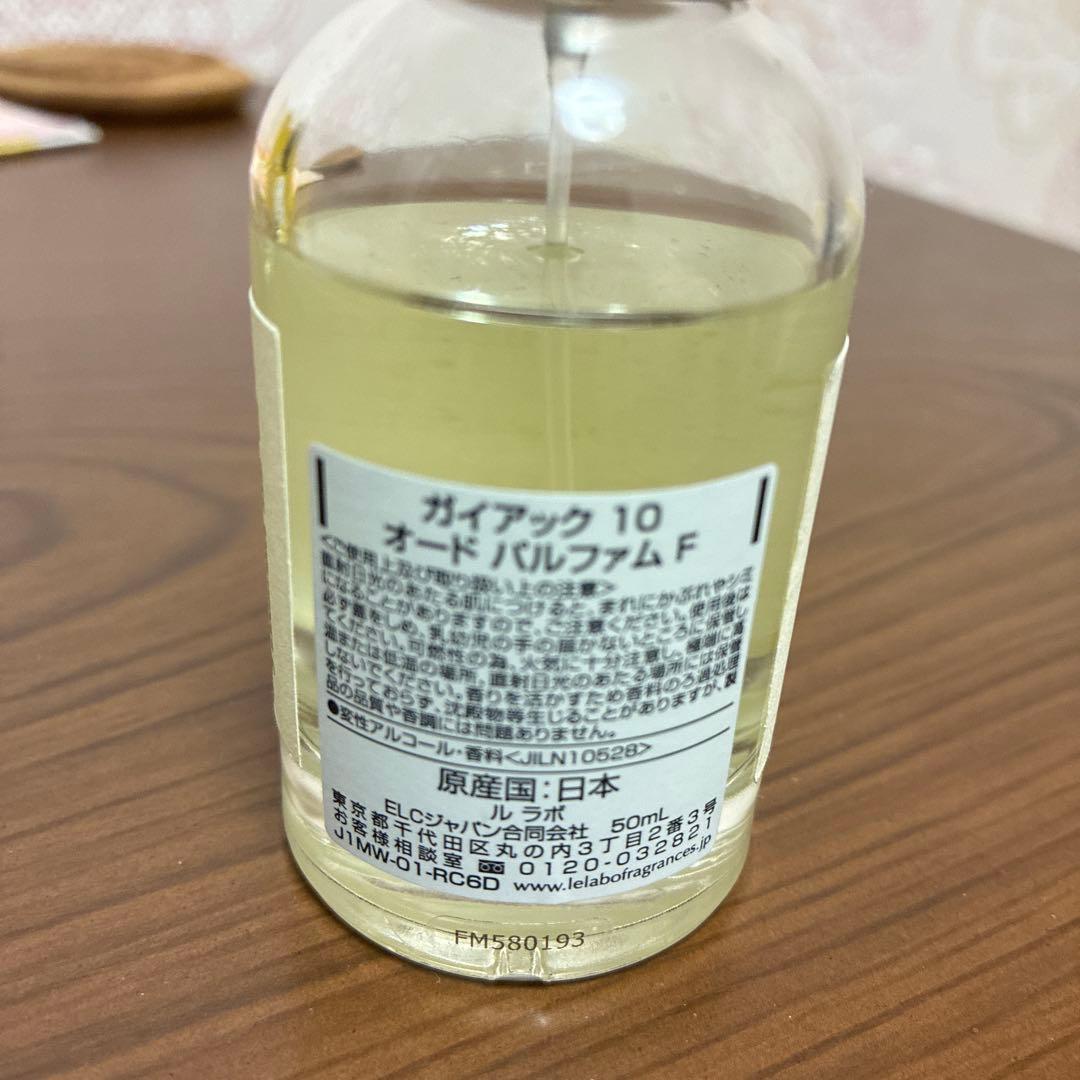 ガイアック 10
オード パルファム F
<ご使用上及び取り扱い上の注意>
直射日光のあたる肌につけると、まれにかぶれやシミ
になることがありますので、ご注意ください。使用後は
必ず蓋をしめ、乳幼児の手の届かないところに保管し
てください。可燃性の為、火気に十分注意し、極端に高
温または低温の場所、直射日光のあたる場所には保管
しないでください。香りを活かすため香料のろ過処理
を行っておらず、沈殿物等生じることがありますが、製
品の品質や香調には問題ありません。
●変性アルコール・香料<JILN10528>
原産国:日本
ル ラボ
ELCジャパン合同会社 50mL
東京都千代田区丸の内3丁目2番3号
お客様相談室 0120-032821
J1MW-01-RC6D www.lelabofragrances.jp
FM580193